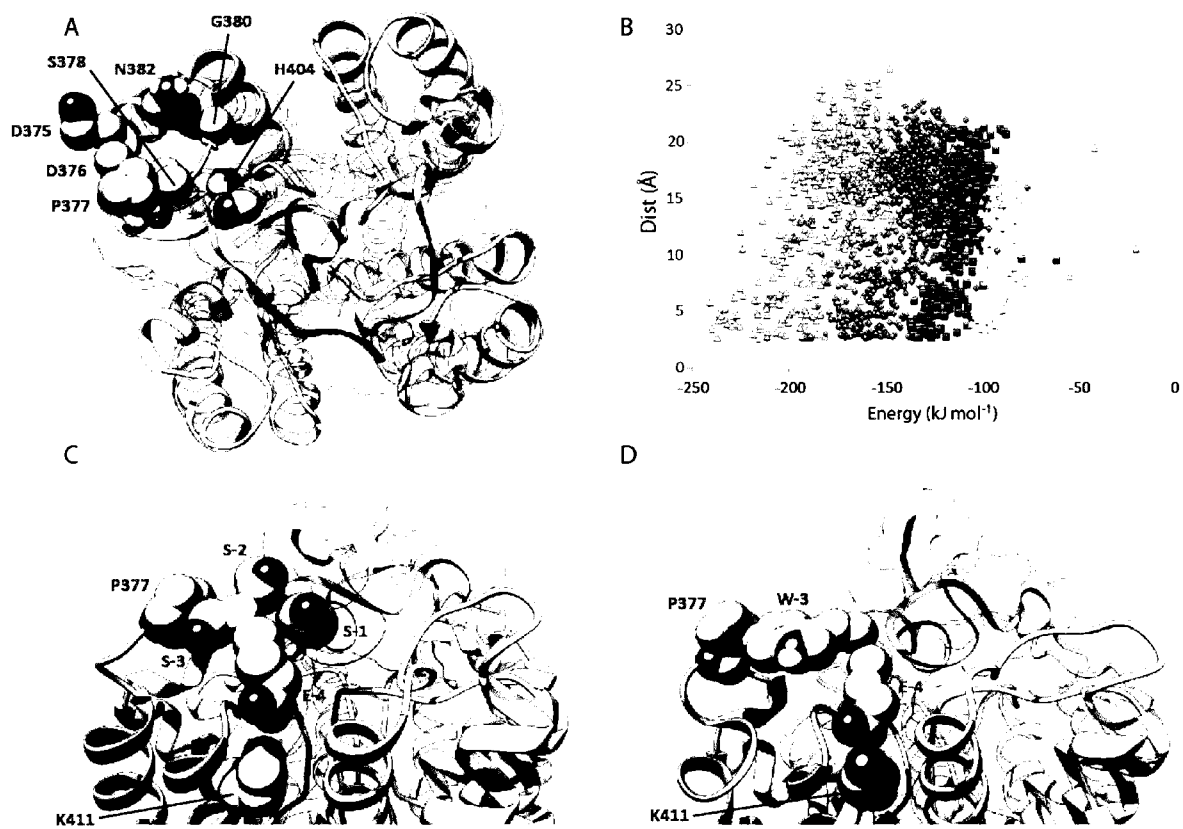 A
G380
S378
N382
H404
D375
D376
P377
B
30
25
20
15
10
5
0
Dist (Å)
-250
-200
-150
-100
-50
0
Energy (kJ mol⁻¹)
C
S-2
P377
S-1
S-3
K411
D
P377
W-3
K411